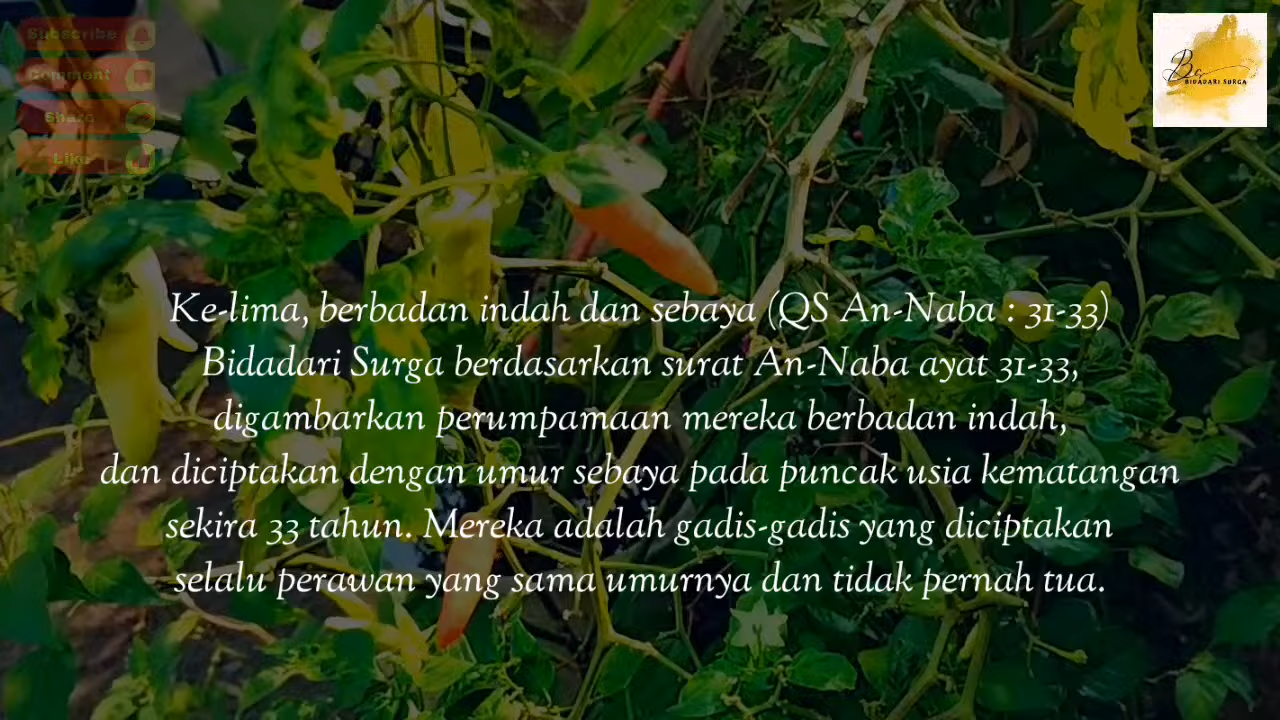 Subscribe
Comment
Share
Like
Bs
BIDADARI SURGA
Ke-lima, berbadan indah dan sebaya (QS An-Naba : 31-33)
Bidadari Surga berdasarkan surat An-Naba ayat 31-33,
digambarkan perumpamaan mereka berbadan indah,
dan diciptakan dengan umur sebaya pada puncak usia kematangan
sekira 33 tahun. Mereka adalah gadis-gadis yang diciptakan
selalu perawan yang sama umurnya dan tidak pernah tua.